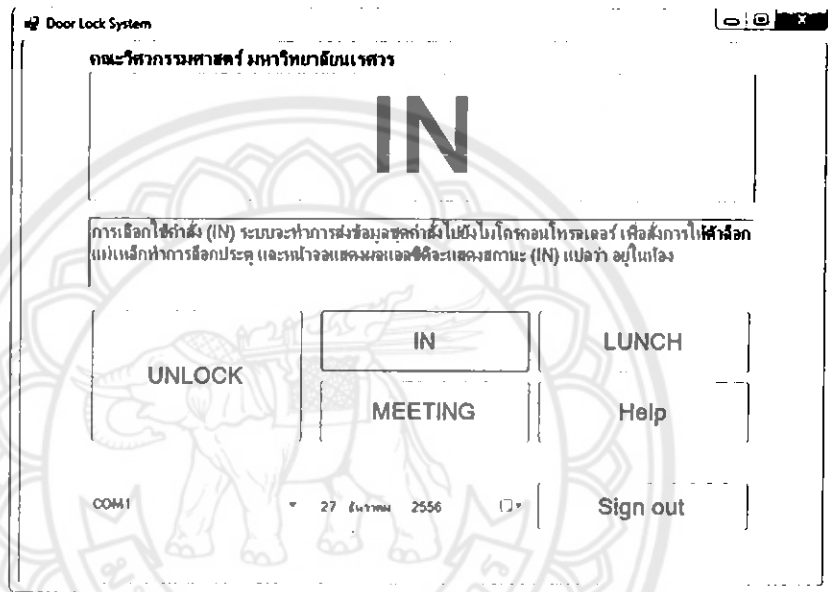 Door Lock System
คณะวิศวกรรมศาสตร์ มหาวิทยาลัยนเรศวร
IN
การเลือกใช้คำสั่ง (IN) ระบบจะทำการส่งข้อมูลชุดคำสั่งไปยังไมโครคอนโทรลเลอร์ เพื่อสั่งการให้ตัวล็อก
แม่เหล็กทำการล็อกประตู และหน้าจอแสดงผลแอลซีดีจะแสดงสถานะ (IN) แปลว่า อยู่ในห้อง
UNLOCK
IN
LUNCH
MEETING
Help
COM1
27 ธันวาคม 2556
Sign out